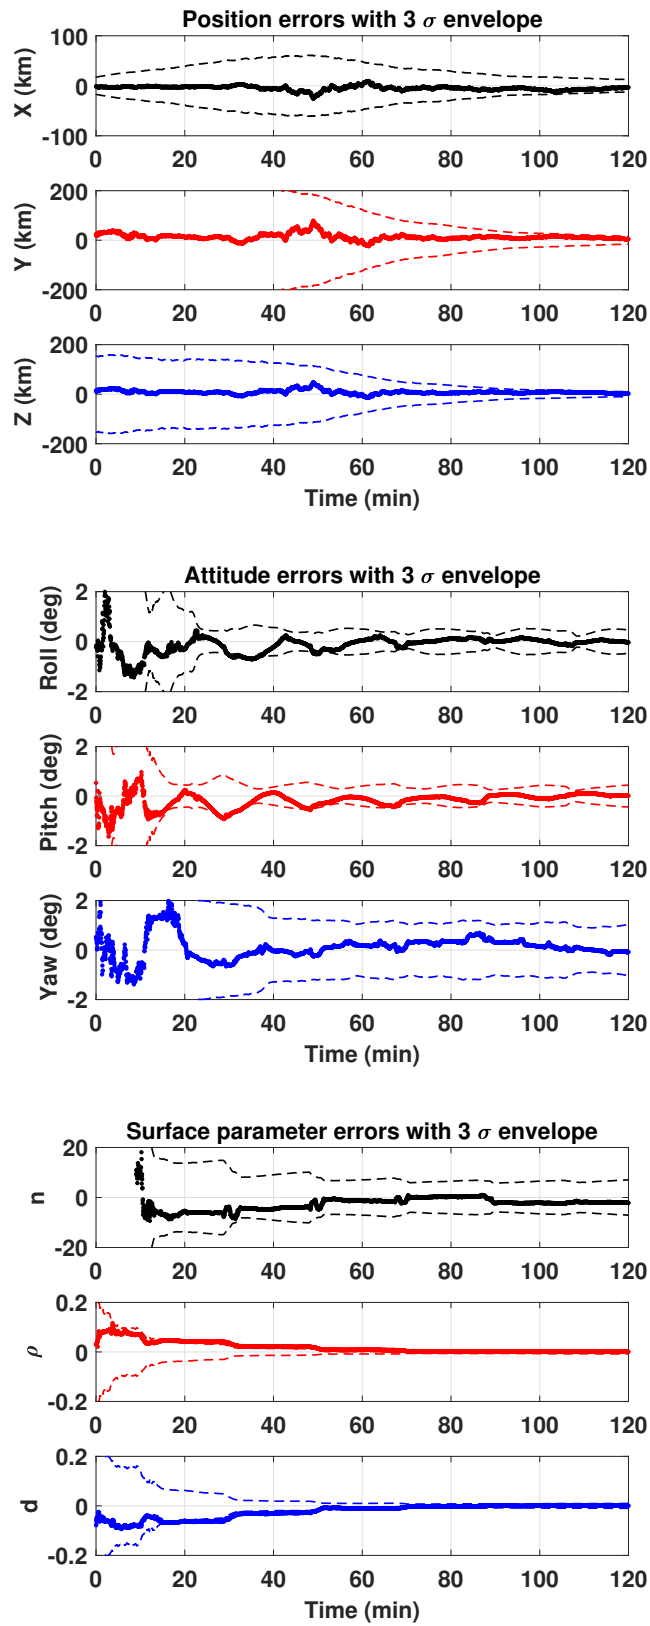 Position errors with 3 σ envelope
100
0
-100
X (km)
0 20 40 60 80 100 120
200
0
-200
Y (km)
0 20 40 60 80 100 120
200
0
-200
Z (km)
0 20 40 60 80 100 120
Time (min)
Attitude errors with 3 σ envelope
2
0
-2
Roll (deg)
0 20 40 60 80 100 120
2
0
-2
Pitch (deg)
0 20 40 60 80 100 120
2
0
-2
Yaw (deg)
0 20 40 60 80 100 120
Time (min)
Surface parameter errors with 3 σ envelope
20
0
-20
n
0 20 40 60 80 100 120
0.2
0
-0.2
ρ
0 20 40 60 80 100 120
0.2
0
-0.2
d
0 20 40 60 80 100 120
Time (min)